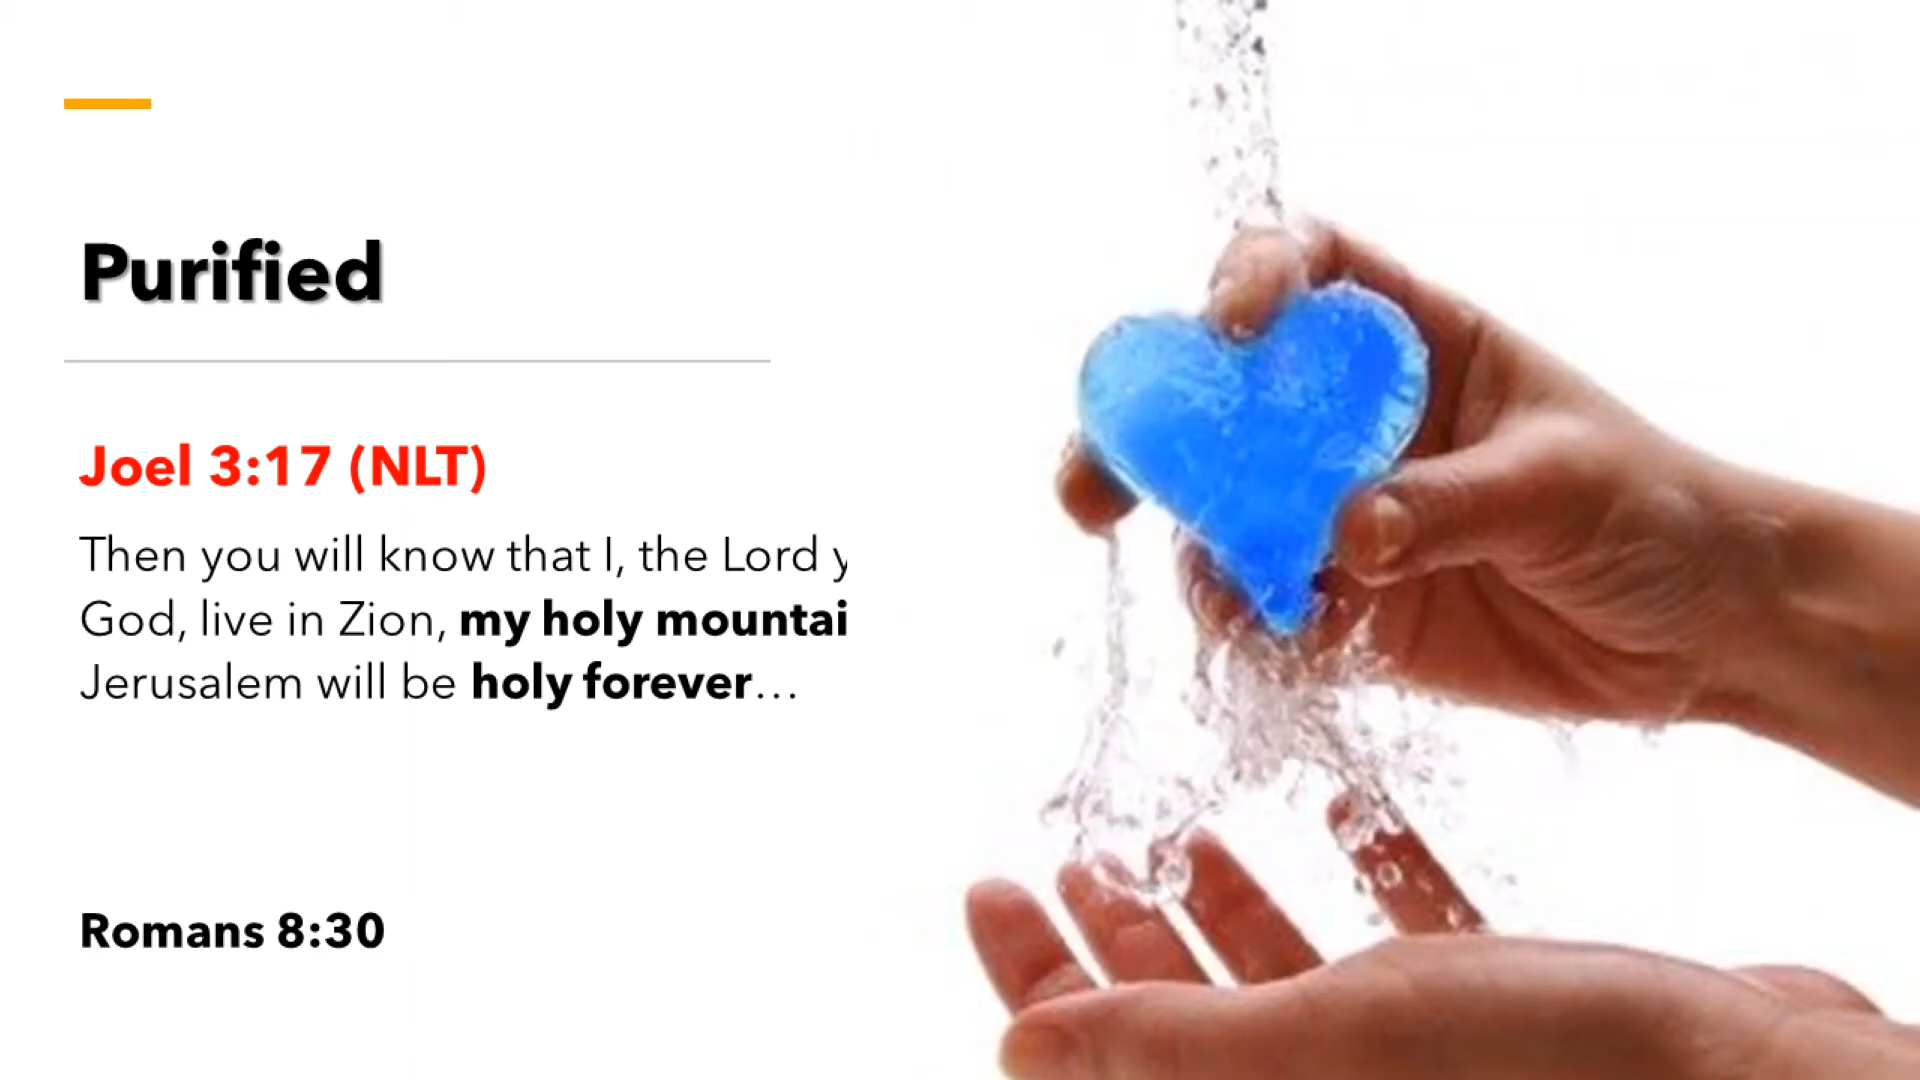 Purified
Joel 3:17 (NLT)
Then you will know that I, the Lord y
God, live in Zion, my holy mountai
Jerusalem will be holy forever…
Romans 8:30